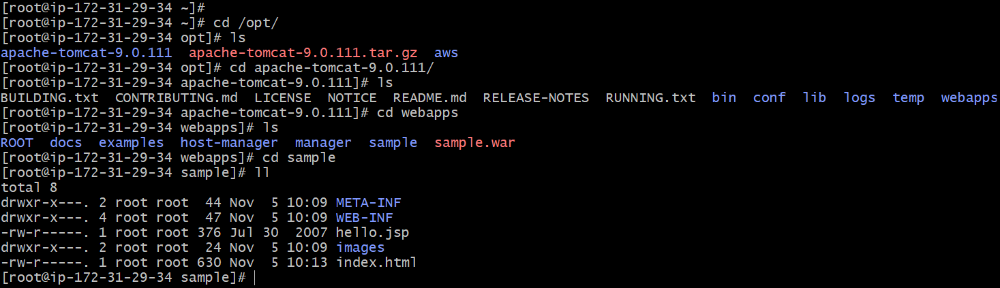 [root@ip-172-31-29-34 ~]#
[root@ip-172-31-29-34 ~]# cd /opt/
[root@ip-172-31-29-34 opt]# ls
apache-tomcat-9.0.111  apache-tomcat-9.0.111.tar.gz  aws
[root@ip-172-31-29-34 opt]# cd apache-tomcat-9.0.111/
[root@ip-172-31-29-34 apache-tomcat-9.0.111]# ls
BUILDING.txt  CONTRIBUTING.md  LICENSE  NOTICE  README.md  RELEASE-NOTES  RUNNING.txt  bin  conf  lib  logs  temp  webapps
[root@ip-172-31-29-34 apache-tomcat-9.0.111]# cd webapps
[root@ip-172-31-29-34 webapps]# ls
ROOT  docs  examples  host-manager  manager  sample  sample.war
[root@ip-172-31-29-34 webapps]# cd sample
[root@ip-172-31-29-34 sample]# ll
total 8
drwxr-x---. 2 root root  44 Nov  5 10:09 META-INF
drwxr-x---. 4 root root  47 Nov  5 10:09 WEB-INF
-rw-r-----. 1 root root 376 Jul 30  2007 hello.jsp
drwxr-x---. 2 root root  24 Nov  5 10:09 images
-rw-r-----. 1 root root 630 Nov  5 10:13 index.html
[root@ip-172-31-29-34 sample]#